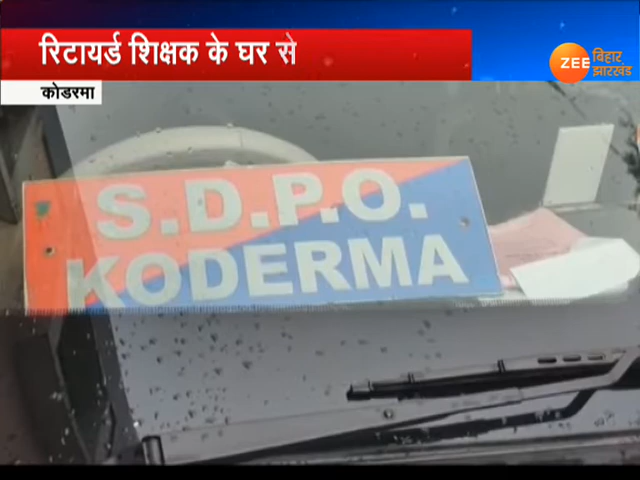 रिटायर्ड शिक्षक के घर से
ZEE बिहार झारखंड
कोडरमा
S.D.P.O.
KODERMA